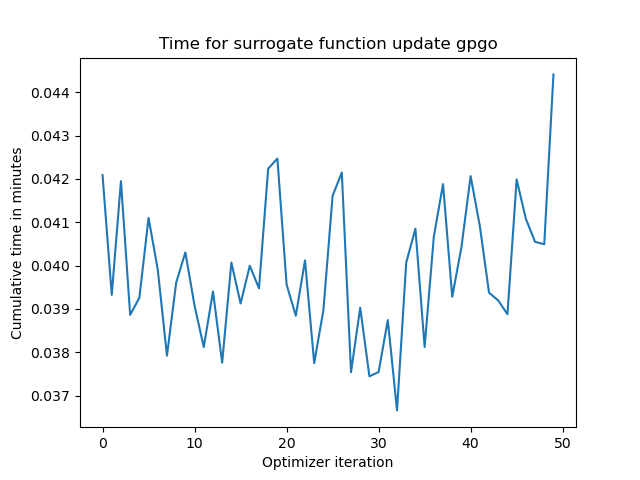 Time for surrogate function update gpgo
Cumulative time in minutes
0.044
0.043
0.042
0.041
0.040
0.039
0.038
0.037
0 10 20 30 40 50
Optimizer iteration